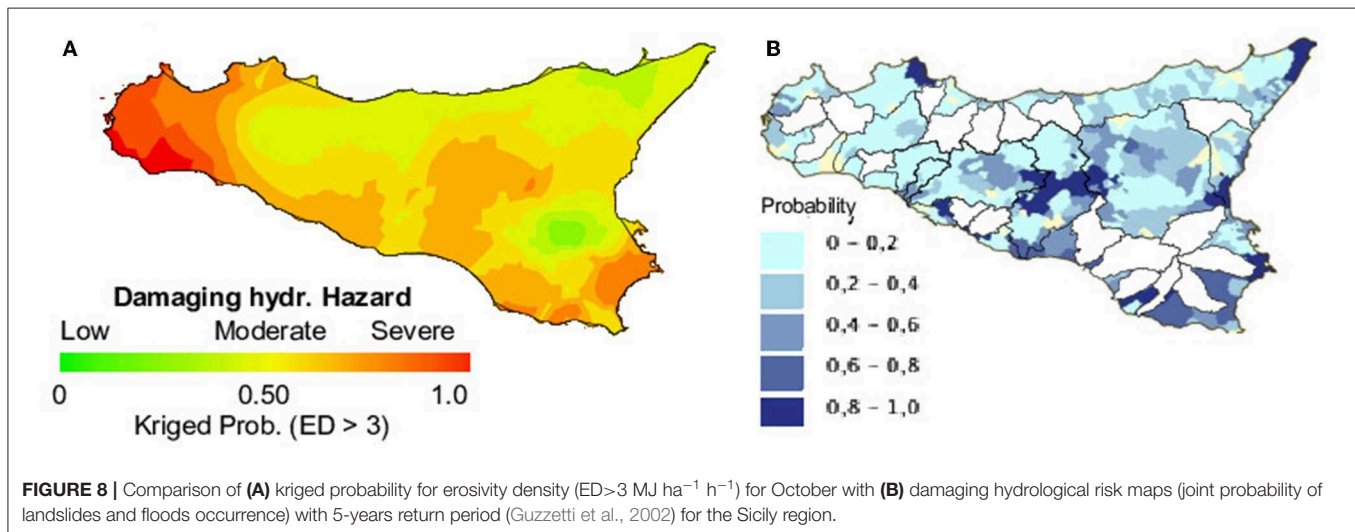 A
B
Damaging hydr. Hazard
Low Moderate Severe
0 0.50 1.0
Kriged Prob. (ED > 3)
Probability
0 – 0,2
0,2 – 0,4
0,4 – 0,6
0,6 – 0,8
0,8 – 1,0
FIGURE 8 | Comparison of (A) kriged probability for erosivity density (ED>3 MJ ha⁻¹ h⁻¹) for October with (B) damaging hydrological risk maps (joint probability of
landslides and floods occurrence) with 5-years return period (Guzzetti et al., 2002) for the Sicily region.